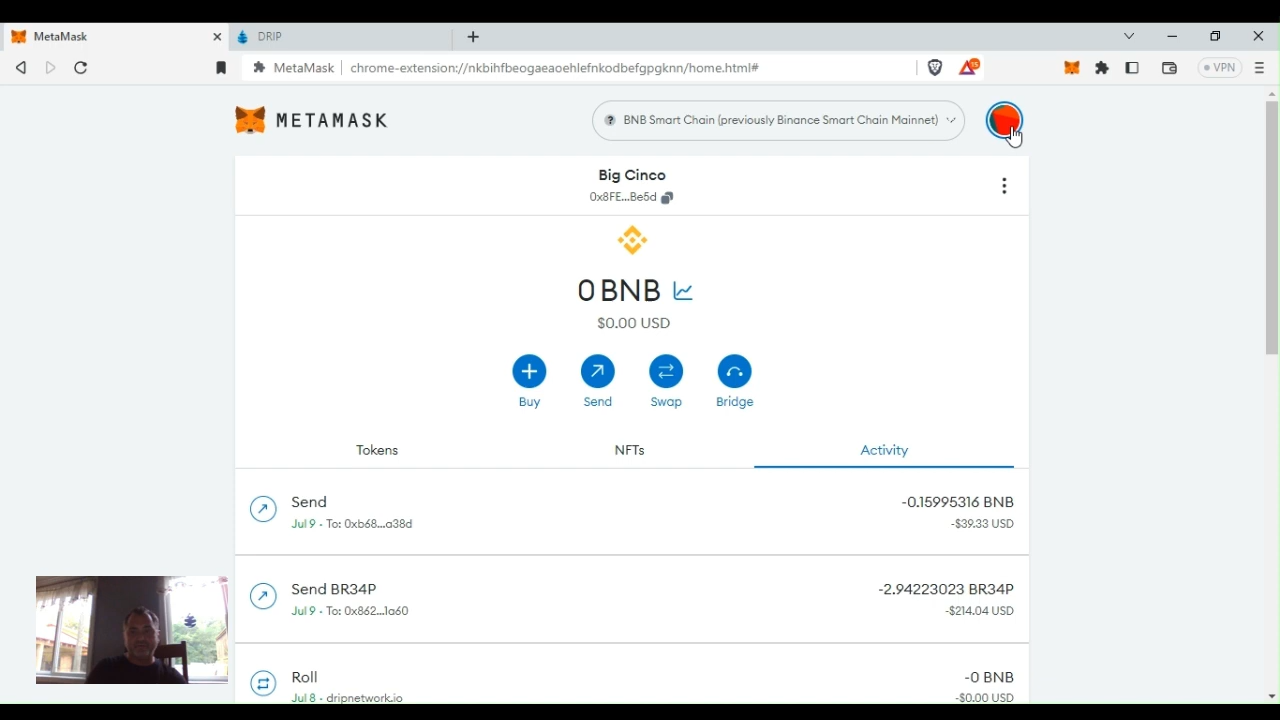 MetaMask
DRIP
MetaMask
chrome-extension://nkbihfbeogaeaoehlefnkodbefgpgknn/home.html#
15
VPN
METAMASK
BNB Smart Chain (previously Binance Smart Chain Mainnet)
Big Cinco
0x8FE...Be5d
0 BNB
$0.00 USD
Buy
Send
Swap
Bridge
Tokens
NFTs
Activity
Send
-0.15995316 BNB
Jul 9 · To: 0xb68...a38d
-$39.33 USD
Send BR34P
-2.94223023 BR34P
Jul 9 · To: 0x862...1a60
-$214.04 USD
Roll
-0 BNB
Jul 8 · dripnetwork.io
-$0.00 USD